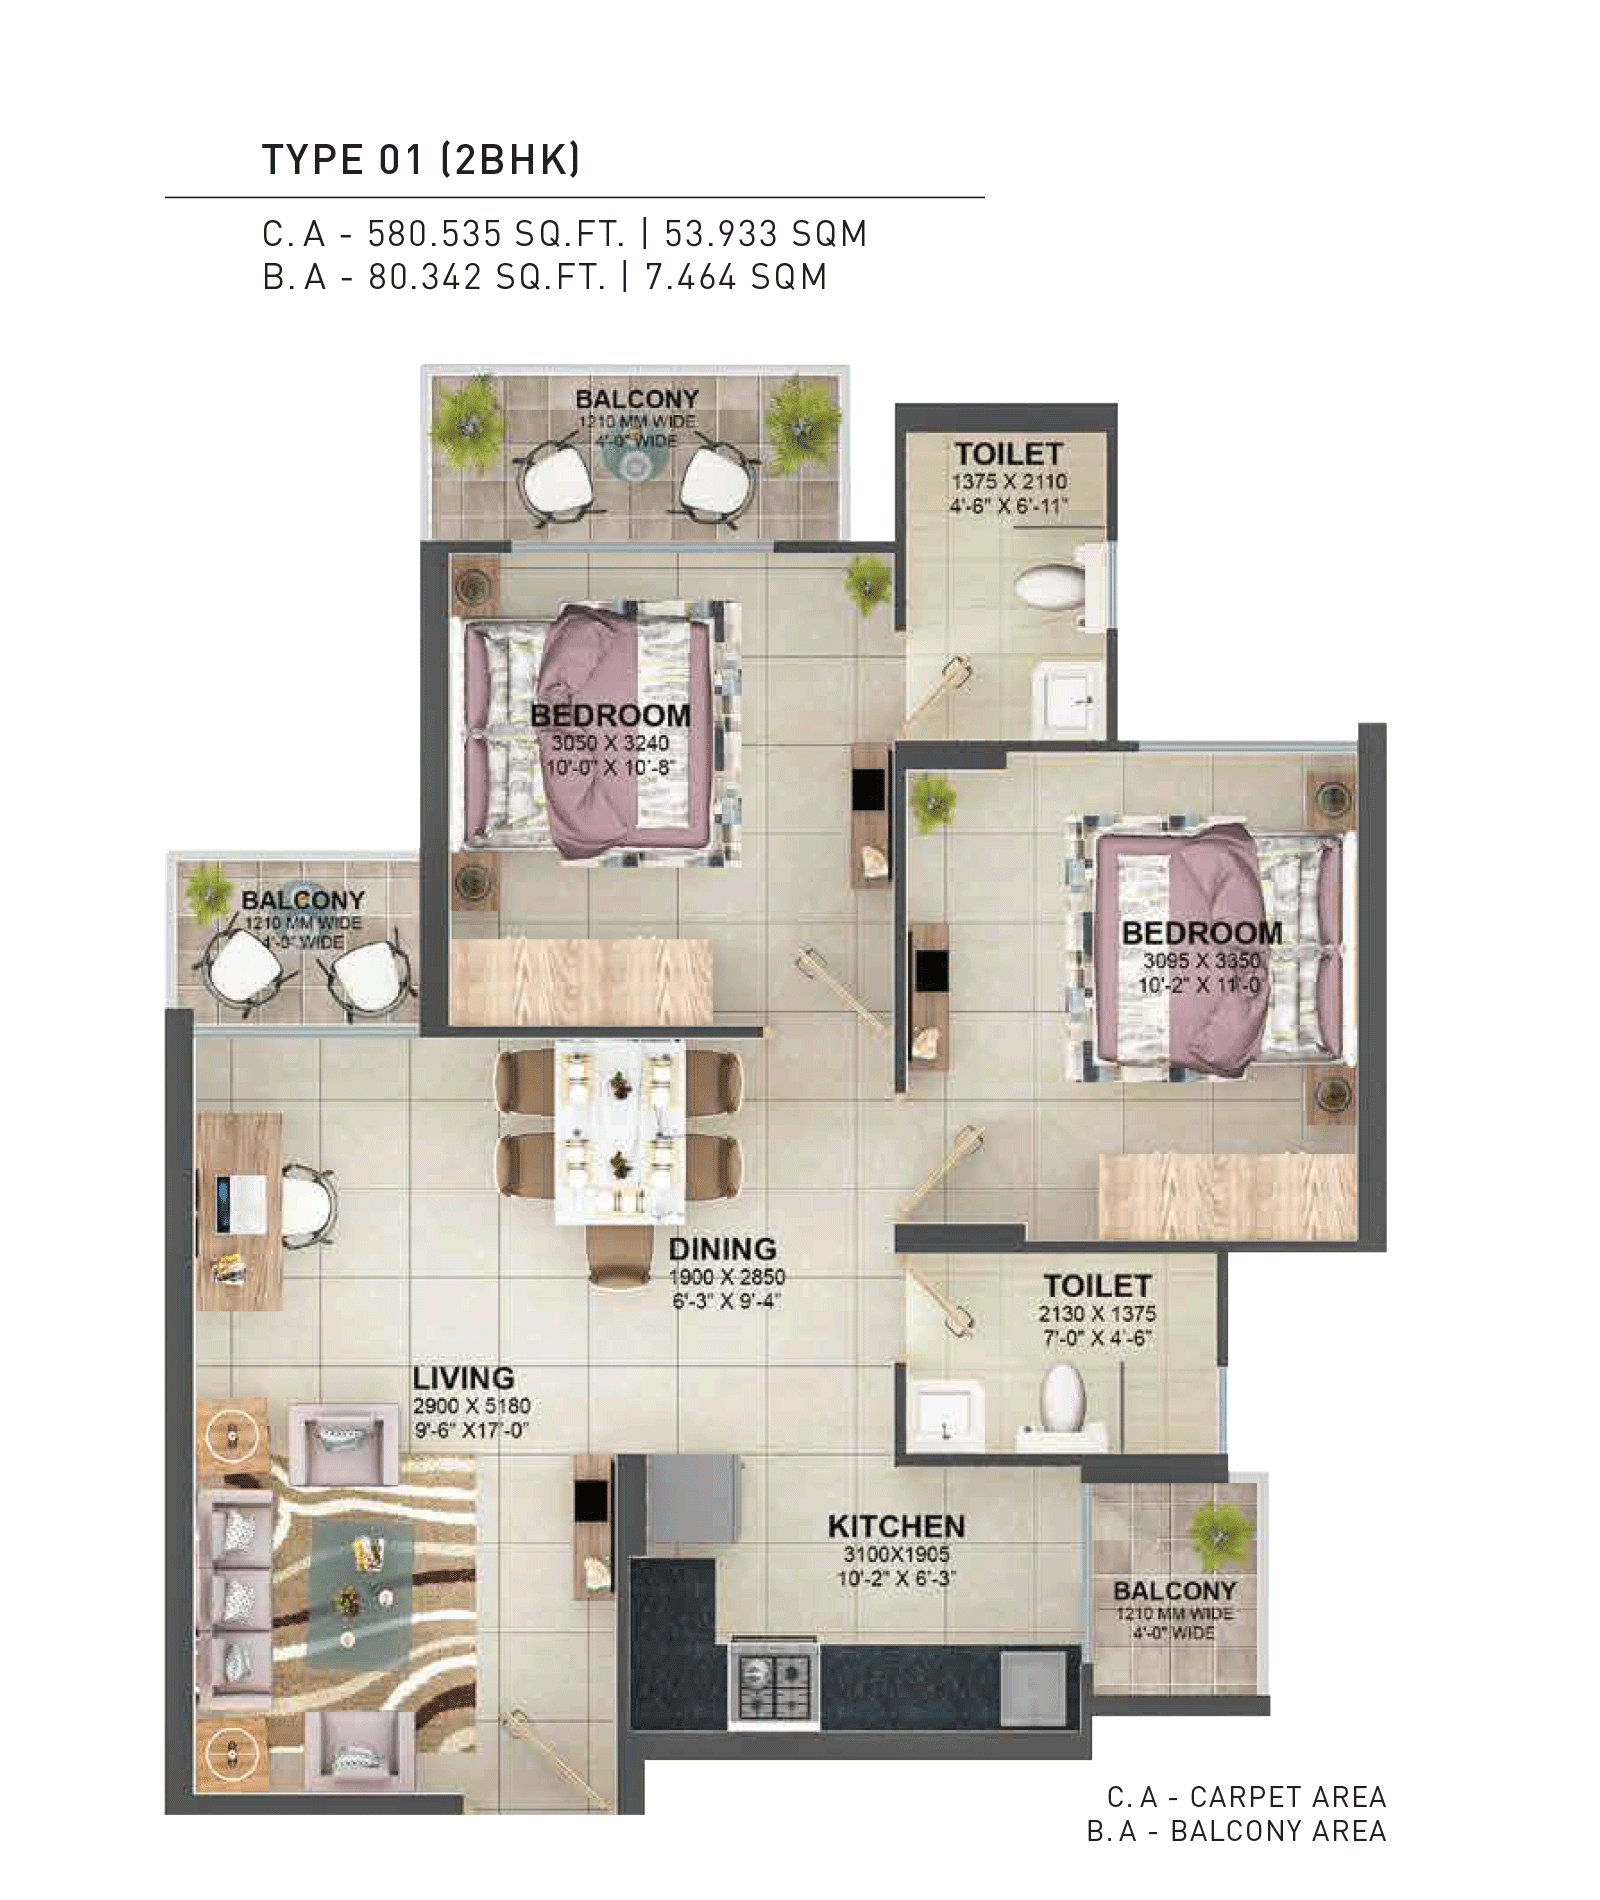 TYPE 01 (2BHK)
C. A - 580.535 SQ.FT. | 53.933 SQM
B. A - 80.342 SQ.FT. | 7.464 SQM
BALCONY
1210 MM WIDE
4'-0" WIDE
TOILET
1375 X 2110
4'-6" X 6'-11"
BEDROOM
3050 X 3240
10'-0" X 10'-8"
BALCONY
1210 MM WIDE
4'-0" WIDE
BEDROOM
3095 X 3350
10'-2" X 11'-0"
DINING
1900 X 2850
6'-3" X 9'-4"
TOILET
2130 X 1375
7'-0" X 4'-6"
LIVING
2900 X 5180
9'-6" X17'-0"
KITCHEN
3100X1905
10'-2" X 6'-3"
BALCONY
1210 MM WIDE
4'-0" WIDE
C. A - CARPET AREA
B. A - BALCONY AREA